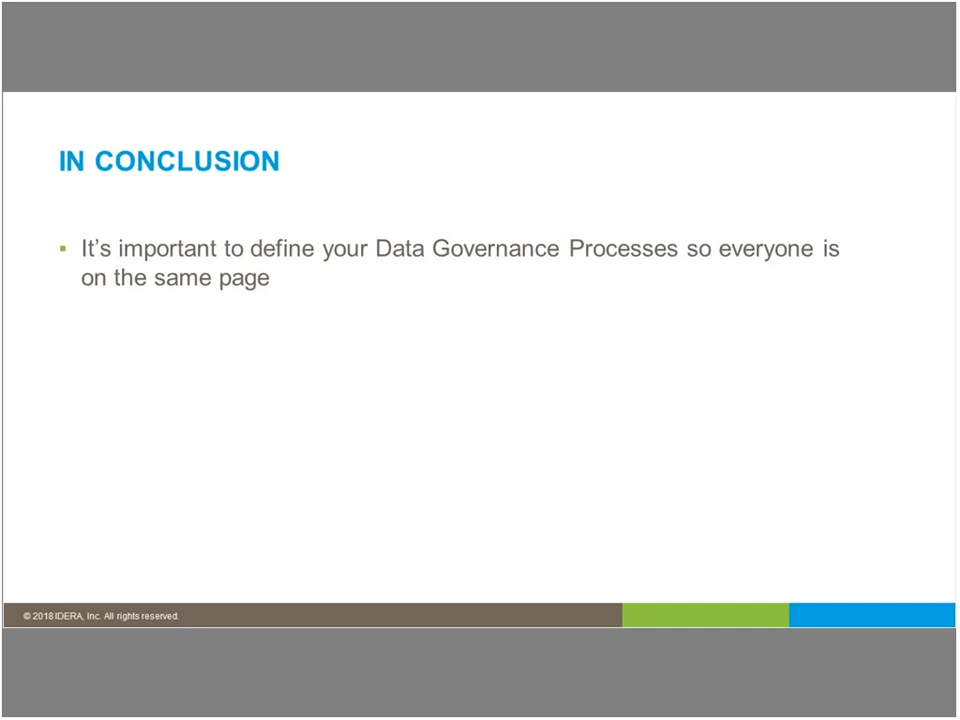 IN CONCLUSION
▪ It’s important to define your Data Governance Processes so everyone is
on the same page
© 2018 IDERA, Inc. All rights reserved.